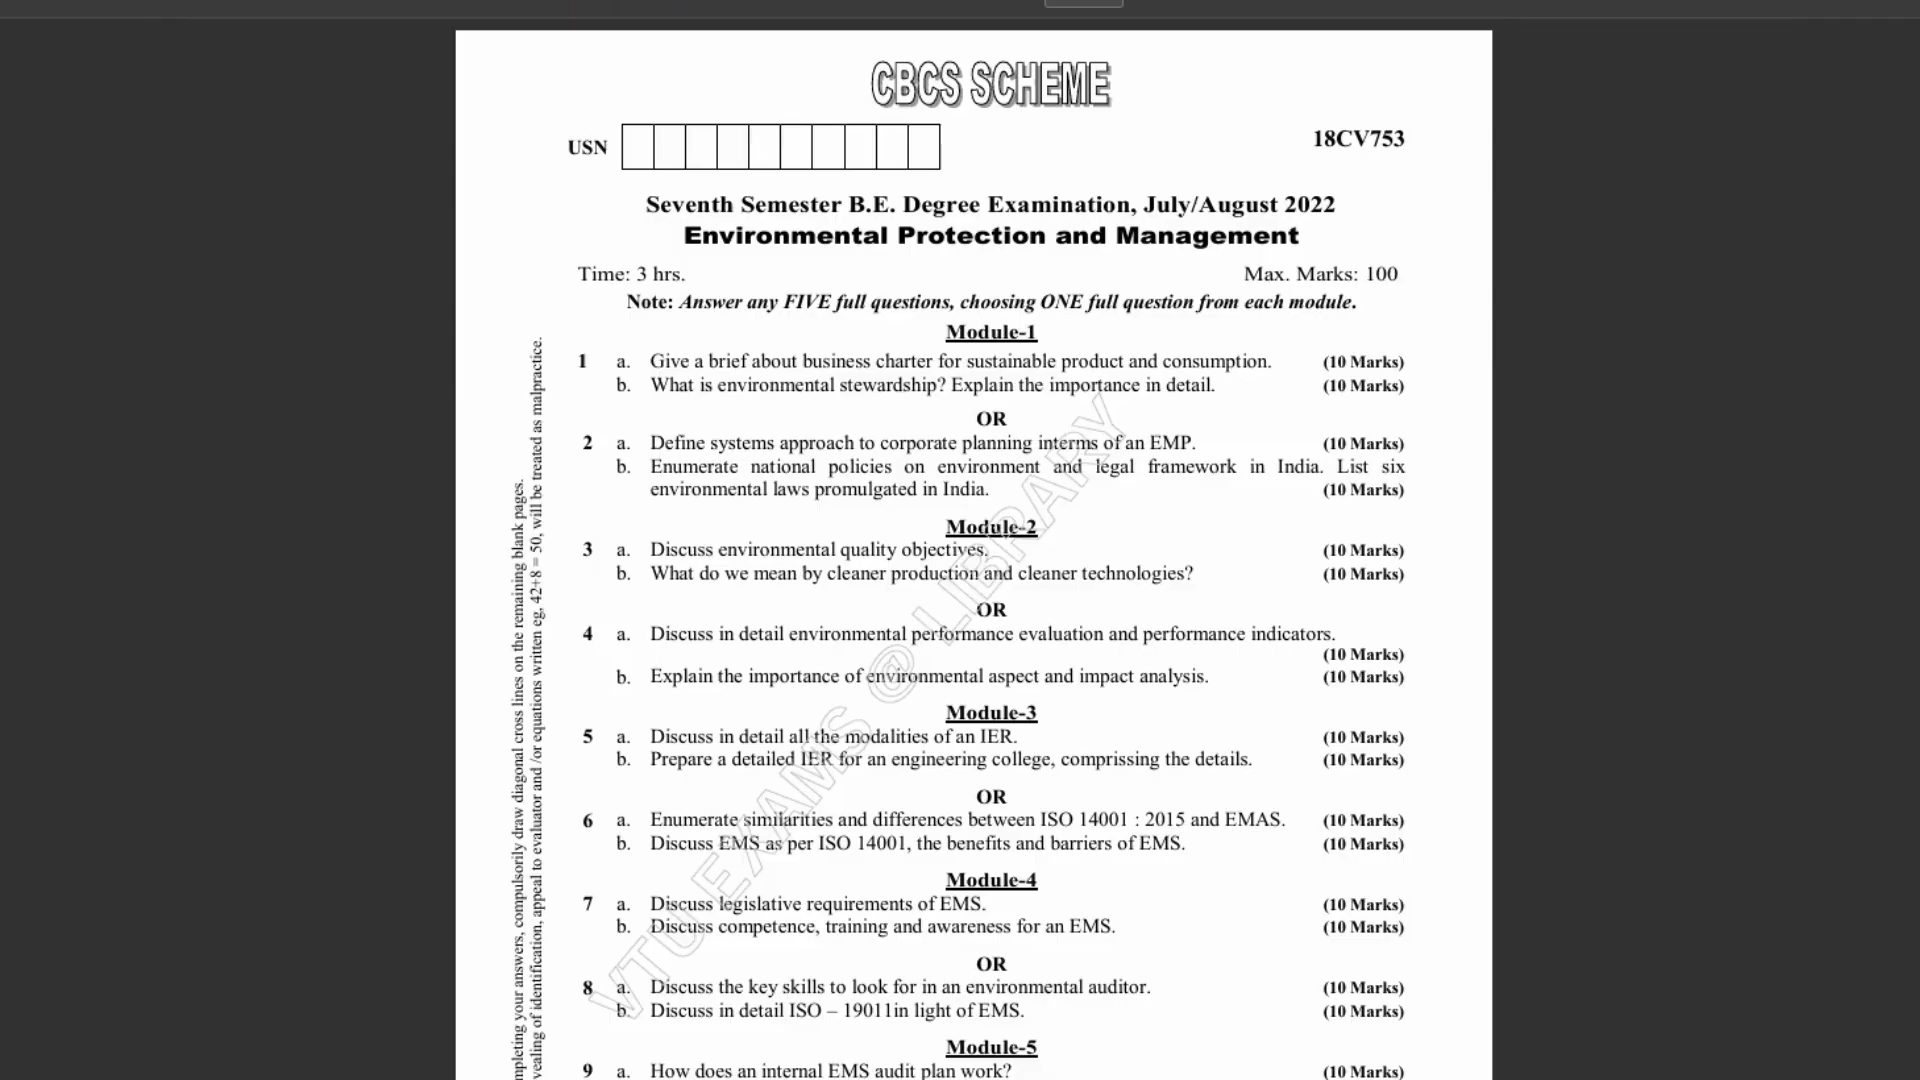 CBCS SCHEME
USN
18CV753
Seventh Semester B.E. Degree Examination, July/August 2022
Environmental Protection and Management
Time: 3 hrs. Max. Marks: 100
Note: Answer any FIVE full questions, choosing ONE full question from each module.
Module-1
1 a. Give a brief about business charter for sustainable product and consumption. (10 Marks)
b. What is environmental stewardship? Explain the importance in detail. (10 Marks)
OR
2 a. Define systems approach to corporate planning interms of an EMP. (10 Marks)
b. Enumerate national policies on environment and legal framework in India. List six
environmental laws promulgated in India. (10 Marks)
Module-2
3 a. Discuss environmental quality objectives. (10 Marks)
b. What do we mean by cleaner production and cleaner technologies? (10 Marks)
OR
4 a. Discuss in detail environmental performance evaluation and performance indicators.
(10 Marks)
b. Explain the importance of environmental aspect and impact analysis. (10 Marks)
Module-3
5 a. Discuss in detail all the modalities of an IER. (10 Marks)
b. Prepare a detailed IER for an engineering college, comprissing the details. (10 Marks)
OR
6 a. Enumerate similarities and differences between ISO 14001 : 2015 and EMAS. (10 Marks)
b. Discuss EMS as per ISO 14001, the benefits and barriers of EMS. (10 Marks)
Module-4
7 a. Discuss legislative requirements of EMS. (10 Marks)
b. Discuss competence, training and awareness for an EMS. (10 Marks)
OR
8 a. Discuss the key skills to look for in an environmental auditor. (10 Marks)
b. Discuss in detail ISO – 19011in light of EMS. (10 Marks)
Module-5
9 a. How does an internal EMS audit plan work? (10 Marks)
mpleting your answers, compulsorily draw diagonal cross lines on the remaining blank pages.
vealing of identification, appeal to evaluator and /or equations written eg, 42+8 = 50, will be treated as malpractice.
VTU EXAMS @ LIBRARY